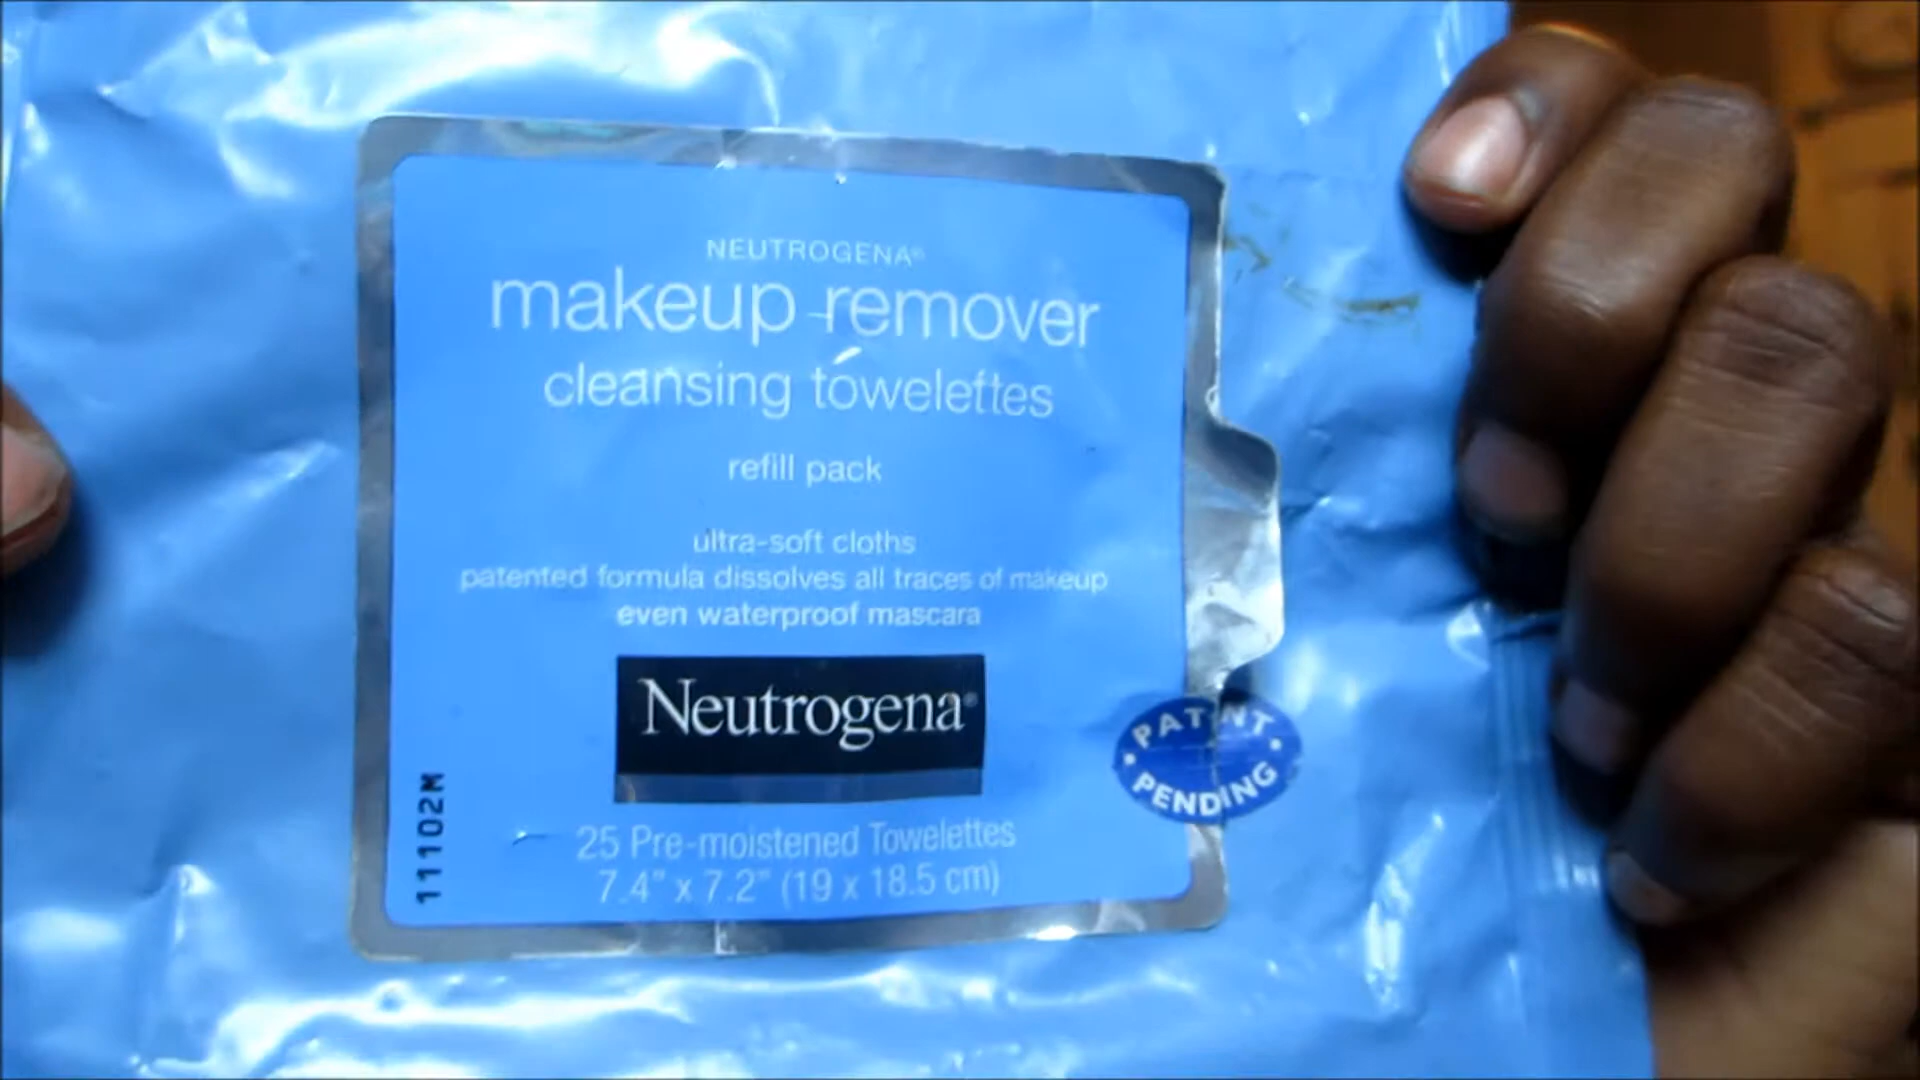 NEUTROGENA®
makeup remover
cleansing towelettes
refill pack
ultra-soft cloths
patented formula dissolves all traces of makeup
even waterproof mascara
Neutrogena®
PATENT
PENDING
11102M
25 Pre-moistened Towelettes
7.4" x 7.2" (19 x 18.5 cm)